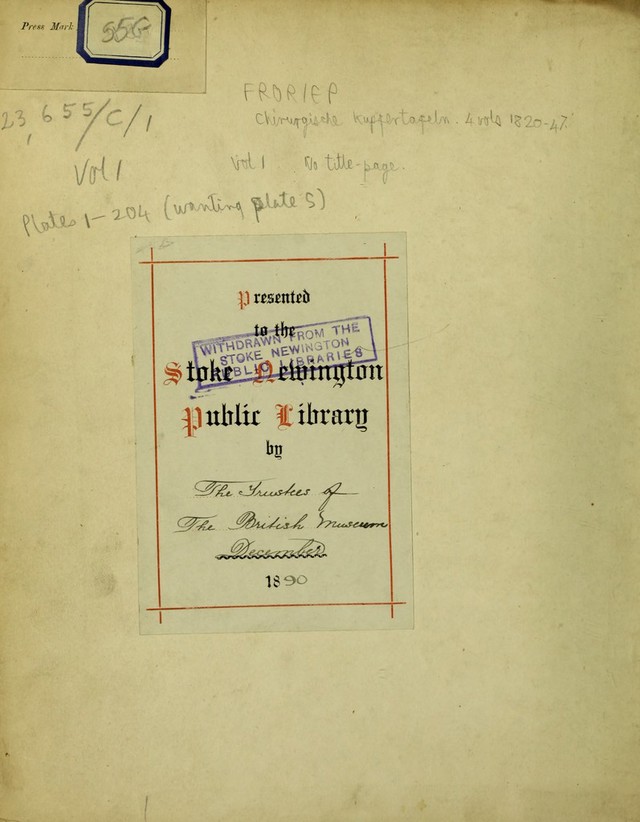 Press Mark
FRORIEP
23,655/C/1
Chirurgische Kupfertafeln. 4 vols 1820-47.
Vol 1
Vol 1 No title-page.
Plates 1-204 (wanting plate S)
Presented
to the
WITHDRAWN FROM THE
STOKE NEWINGTON
PUBLIC LIBRARIES
Stoke Newington
Public Library
by
The Trustees of
The British Museum
December
1890